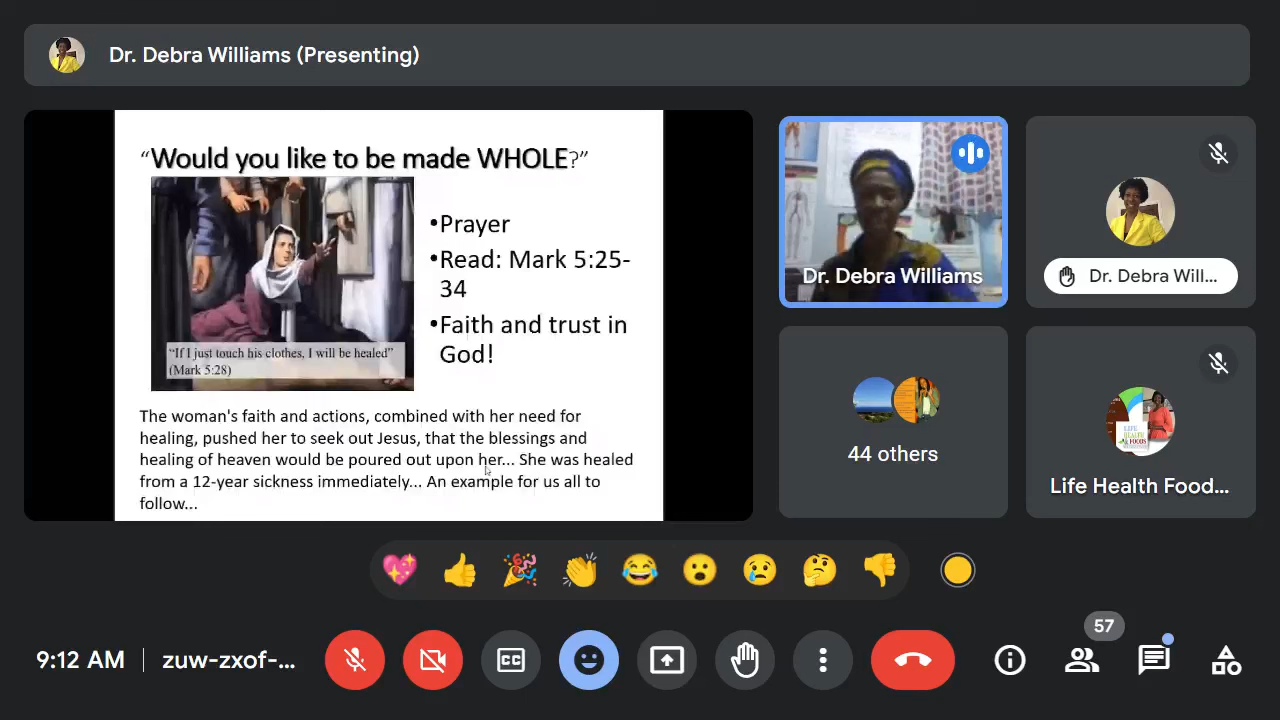 Dr. Debra Williams (Presenting)
“Would you like to be made WHOLE?”
•Prayer
•Read: Mark 5:25-
34
•Faith and trust in
God!
“If I just touch his clothes, I will be healed”
(Mark 5:28)
The woman's faith and actions, combined with her need for
healing, pushed her to seek out Jesus, that the blessings and
healing of heaven would be poured out upon her... She was healed
from a 12-year sickness immediately... An example for us all to
follow...
Dr. Debra Williams
Dr. Debra Will...
44 others
Life Health Food...
9:12 AM
zuw-zxof-...
CC
57